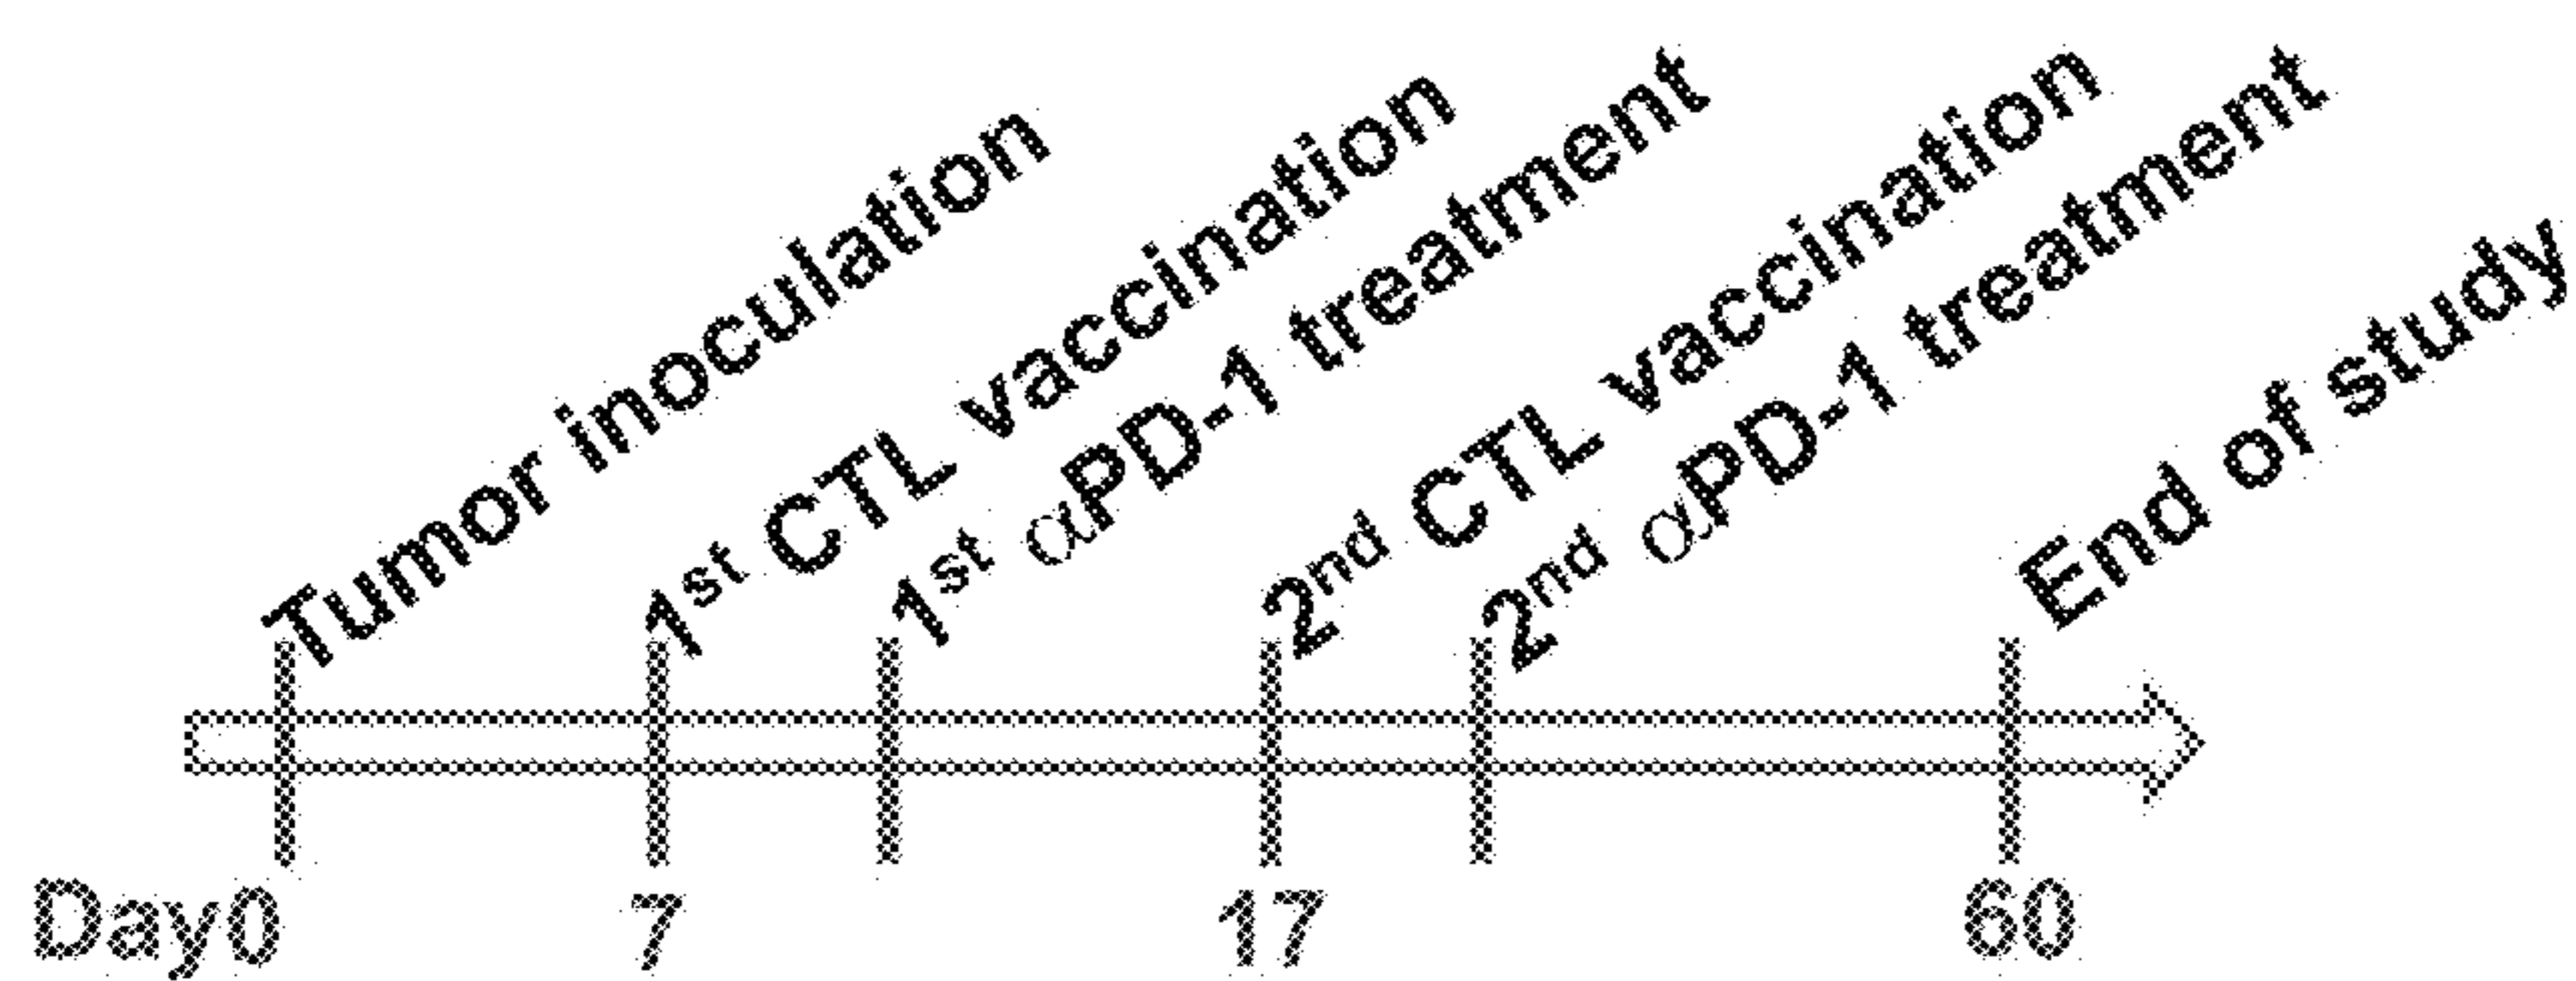 Tumor inoculation
1st CTL vaccination
1st αPD-1 treatment
2nd CTL vaccination
2nd αPD-1 treatment
End of study
Day0 7 17 60